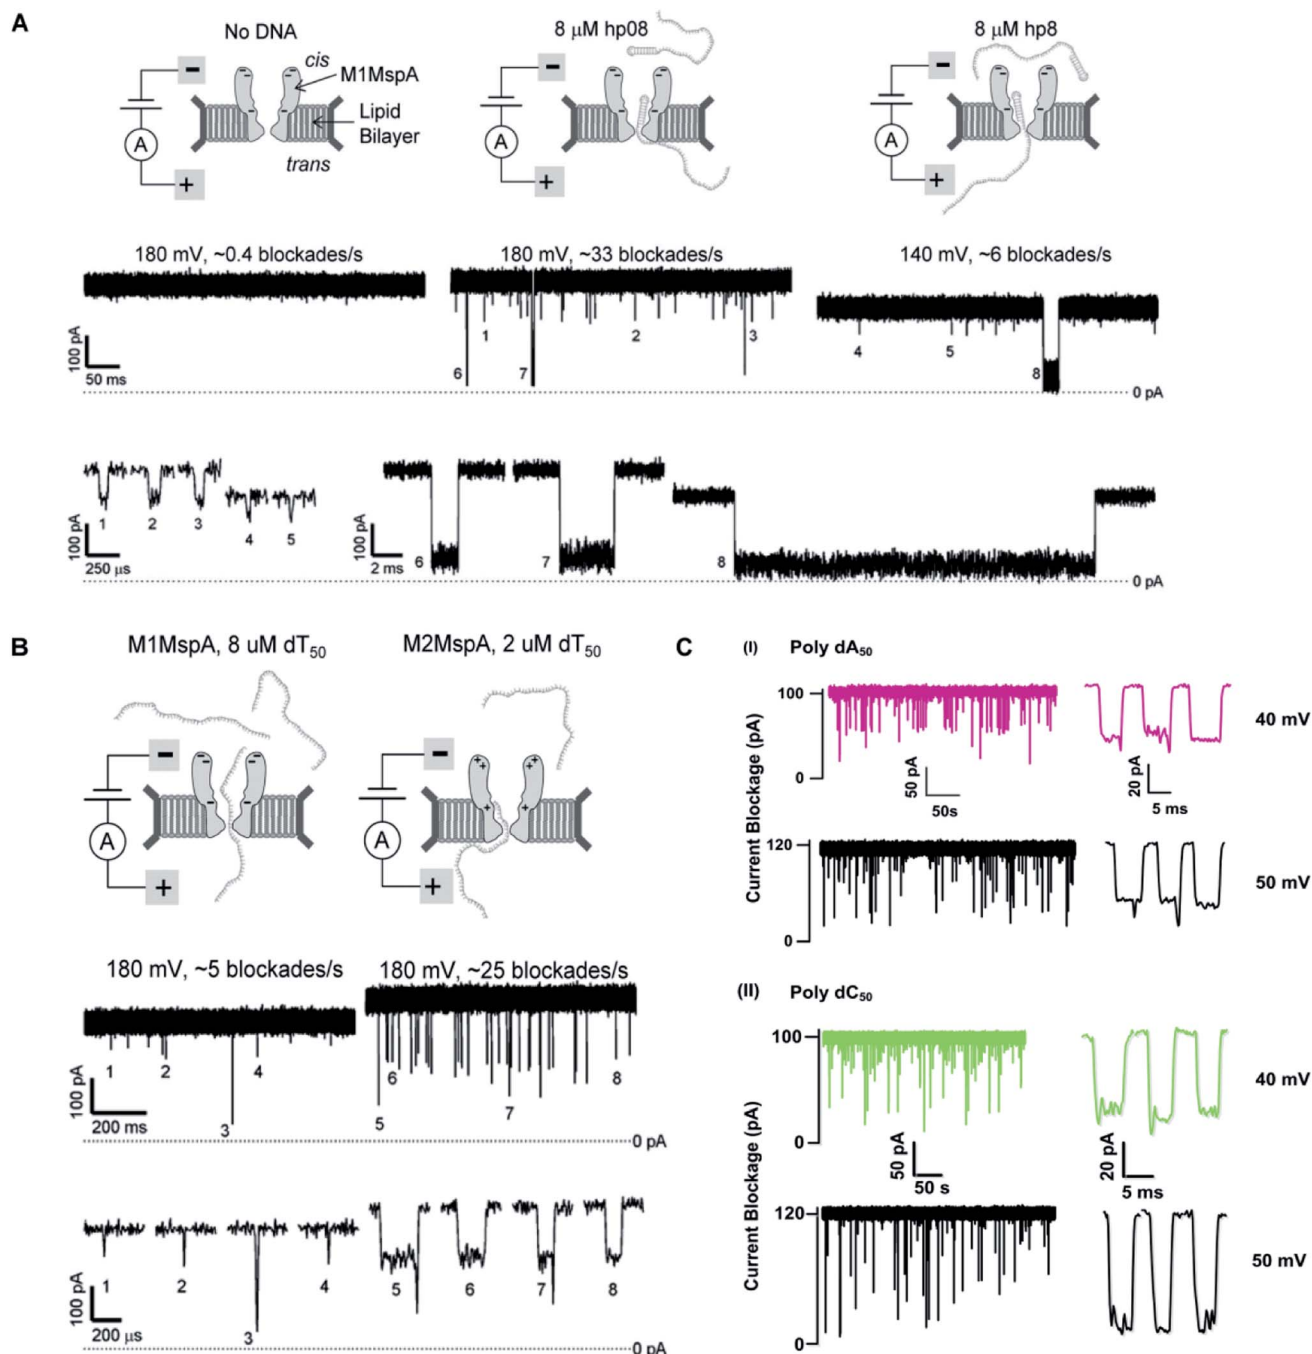 A
No DNA
8 μM hp08
8 μM hp8
−
cis
M1MspA
Lipid
Bilayer
A
trans
+
−
A
+
−
A
+
180 mV, ~0.4 blockades/s
180 mV, ~33 blockades/s
140 mV, ~6 blockades/s
100 pA
50 ms
1
2
3
4
5
6
7
8
0 pA
1
2
3
4
5
100 pA
250 μs
100 pA
2 ms
6
7
8
0 pA
B
M1MspA, 8 uM dT50
M2MspA, 2 uM dT50
−
A
+
−
A
+
180 mV, ~5 blockades/s
180 mV, ~25 blockades/s
100 pA
200 ms
1
2
3
4
5
6
7
8
0 pA
100 pA
200 μs
1
2
3
4
5
6
7
8
0 pA
C
(I) Poly dA50
Current Blockage (pA)
100
0
50 pA
50s
20 pA
5 ms
40 mV
120
0
50 mV
(II) Poly dC50
Current Blockage (pA)
100
0
50 pA
50 s
20 pA
5 ms
40 mV
120
0
50 mV